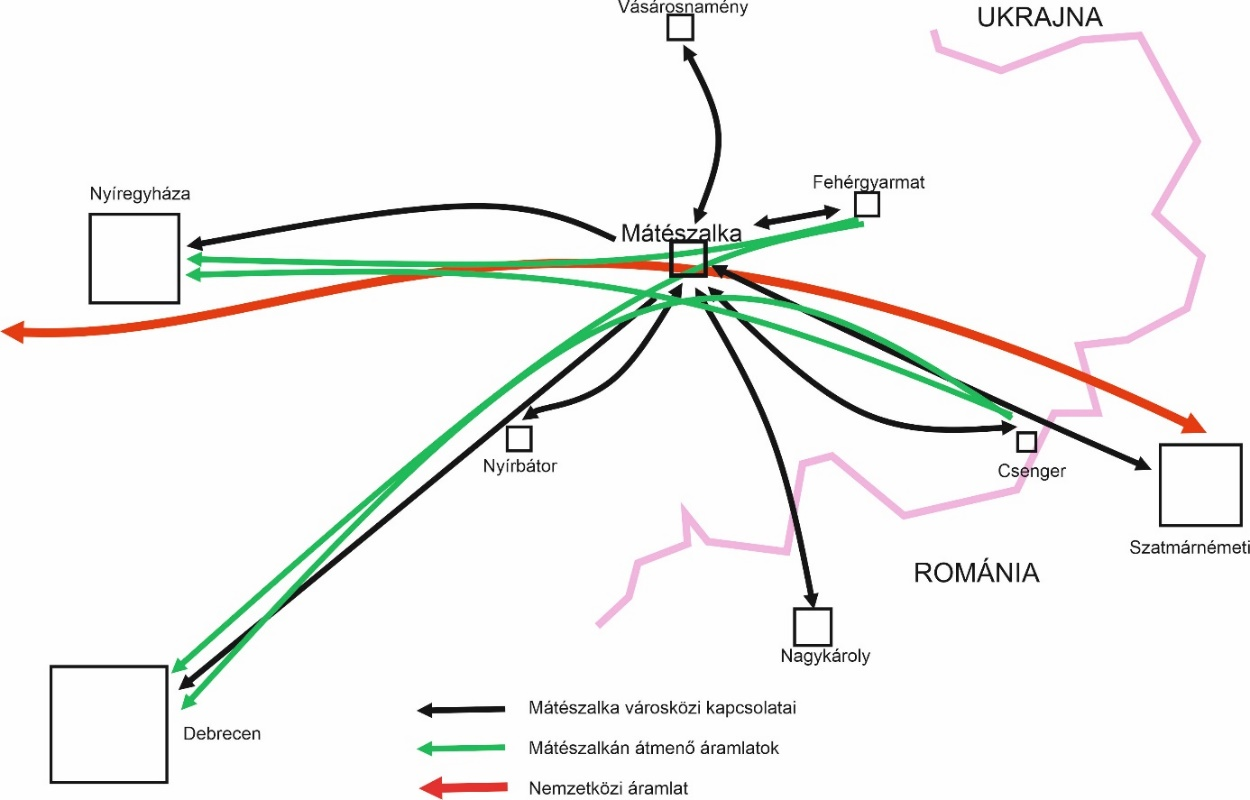 Vásárosnamény
UKRAJNA
Nyíregyháza
Fehérgyarmat
Mátészalka
Nyírbátor
Csenger
Szatmárnémeti
ROMÁNIA
Nagykároly
Debrecen
Mátészalka városközi kapcsolatai
Mátészalkán átmenő áramlatok
Nemzetközi áramlat